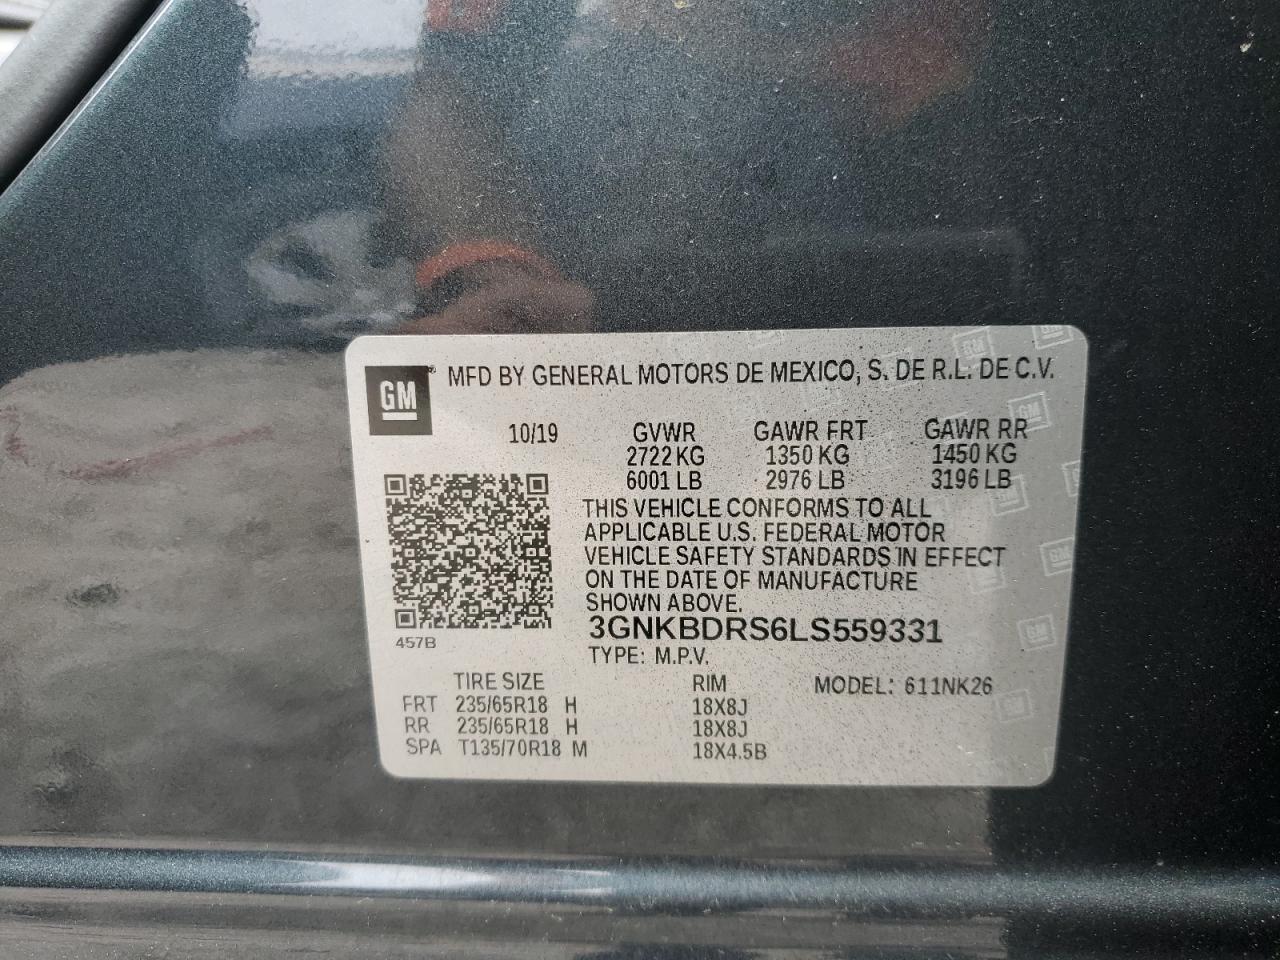 GM MFD BY GENERAL MOTORS DE MEXICO, S. DE R.L. DE C.V.
10/19 GVWR GAWR FRT GAWR RR
2722 KG 1350 KG 1450 KG
6001 LB 2976 LB 3196 LB
THIS VEHICLE CONFORMS TO ALL
APPLICABLE U.S. FEDERAL MOTOR
VEHICLE SAFETY STANDARDS IN EFFECT
ON THE DATE OF MANUFACTURE
SHOWN ABOVE.
3GNKBDRS6LS559331
457B
TYPE: M.P.V.
TIRE SIZE RIM MODEL: 611NK26
FRT 235/65R18 H 18X8J
RR 235/65R18 H 18X8J
SPA T135/70R18 M 18X4.5B